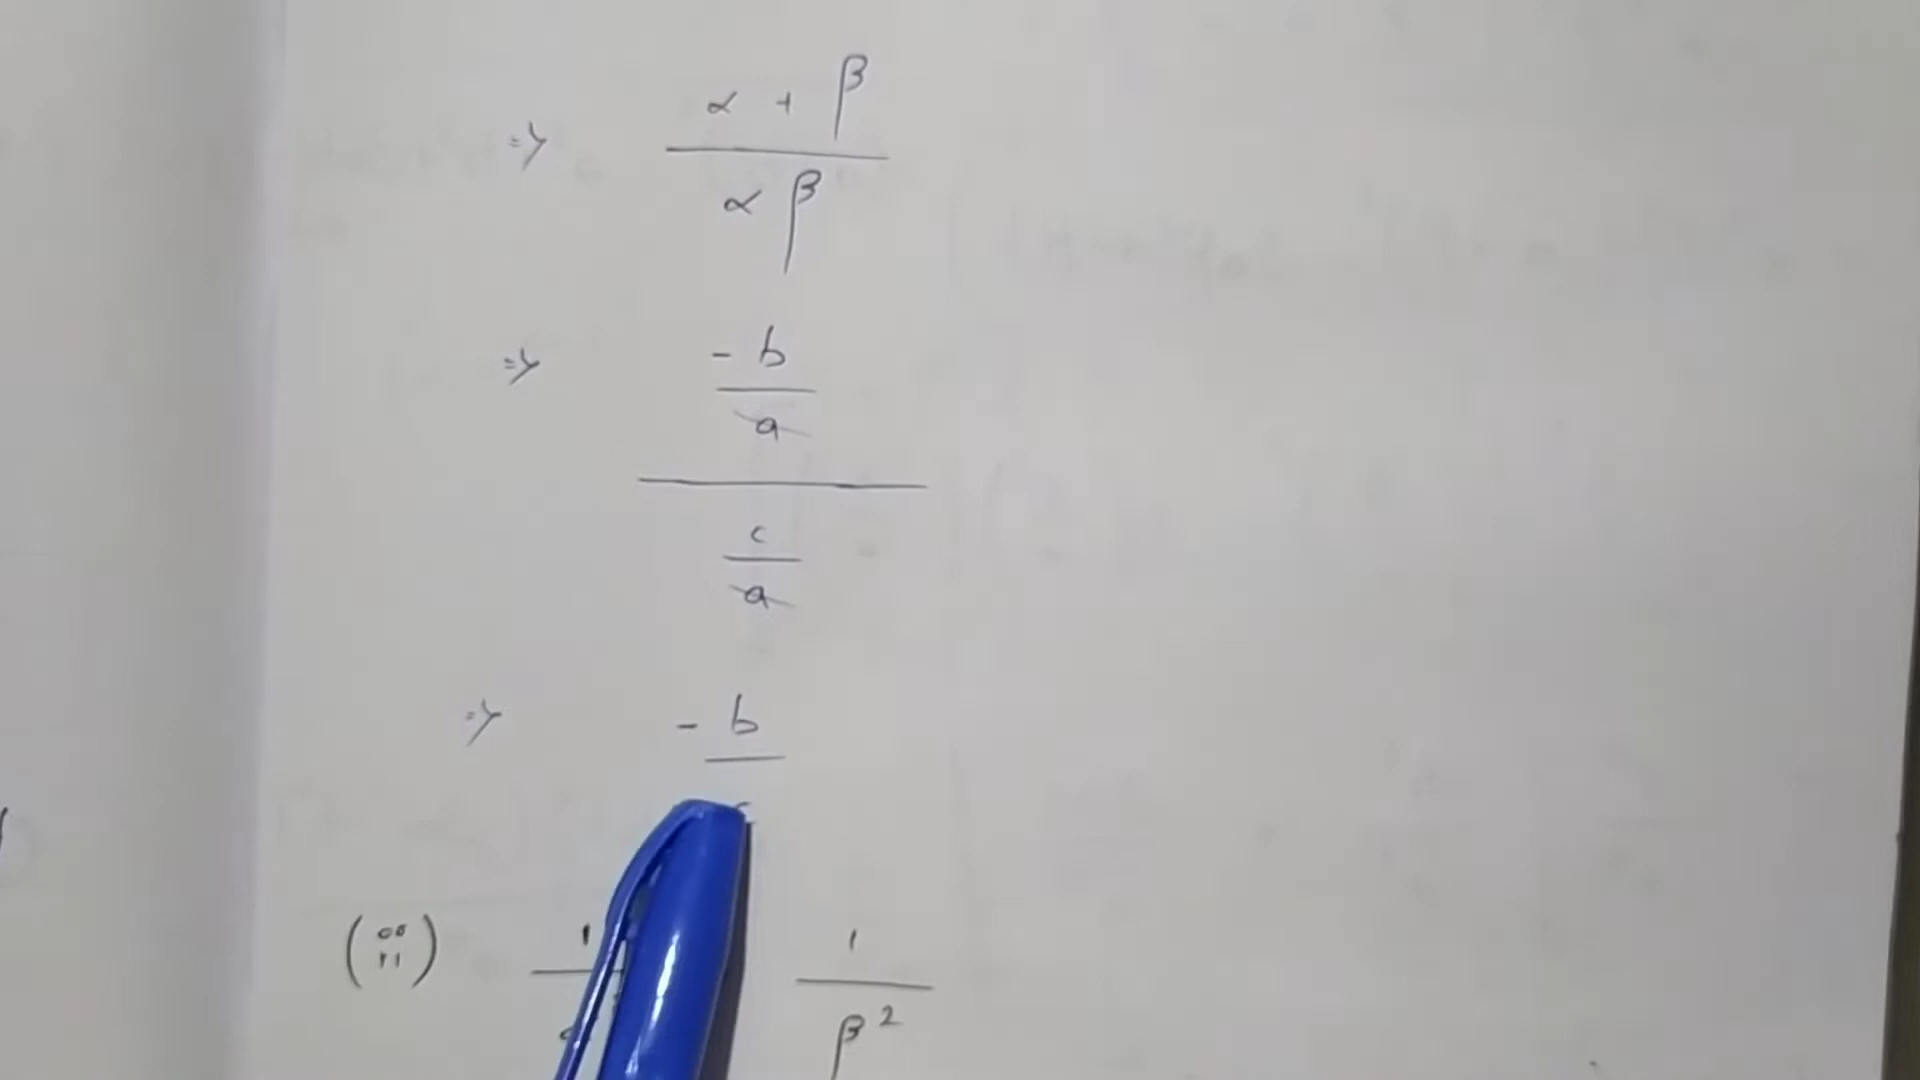 => α + β
α β
=> - b
a
c
a
=> - b
(ii) 1 1
β²